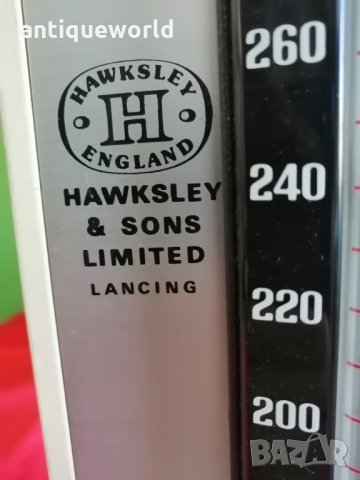 antiqueworld
HAWKSLEY
H
ENGLAND
HAWKSLEY
& SONS
LIMITED
LANCING
260
240
220
200
BAZAR